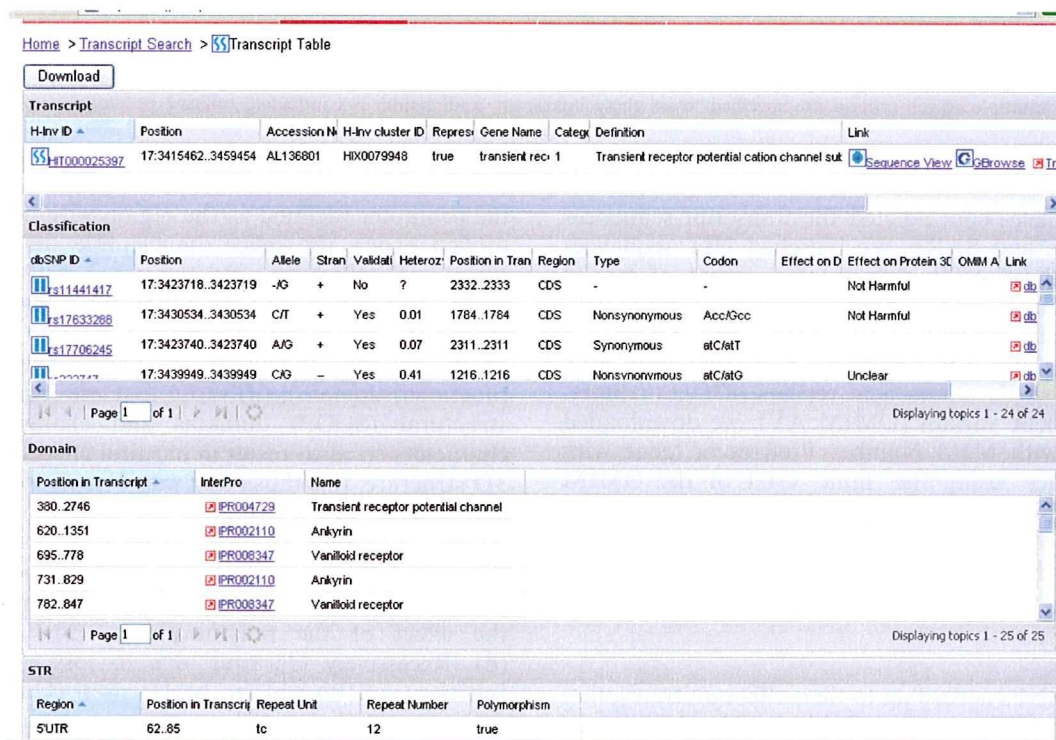 Home > Transcript Search > Transcript Table
Download
Transcript
H-Inv ID Position Accession H-Inv cluster ID Represe Gene Name Categ Definition Link
HIT000025397 17:3415462..3459454 AL136801 HIX0079948 true transient rec 1 Transient receptor potential cation channel sub Sequence View GBrowse Tr
Classification
dbSNP ID Position Allele Stran Validati Heteroz Position in Tran Region Type Codon Effect on D Effect on Protein 3D OMIM A Link
rs11441417 17:3423718..3423719 -/G + No ? 2332..2333 CDS - - Not Harmful db
rs17633288 17:3430534..3430534 C/T + Yes 0.01 1784..1784 CDS Nonsynonymous Acc/Gcc Not Harmful db
rs17706245 17:3423740..3423740 A/G + Yes 0.07 2311..2311 CDS Synonymous atC/atT db
17:3439949..3439949 C/G – Yes 0.41 1216..1216 CDS Nonsynonymous atC/atG Unclear db
Page 1 of 1 Displaying topics 1 - 24 of 24
Domain
Position in Transcript InterPro Name
380..2746 IPR004729 Transient receptor potential channel
620..1351 IPR002110 Ankyrin
695..778 IPR008347 Vanilloid receptor
731..829 IPR002110 Ankyrin
782..847 IPR008347 Vanilloid receptor
Page 1 of 1 Displaying topics 1 - 25 of 25
STR
Region Position in Transcrip Repeat Unit Repeat Number Polymorphism
5'UTR 62..85 tc 12 true